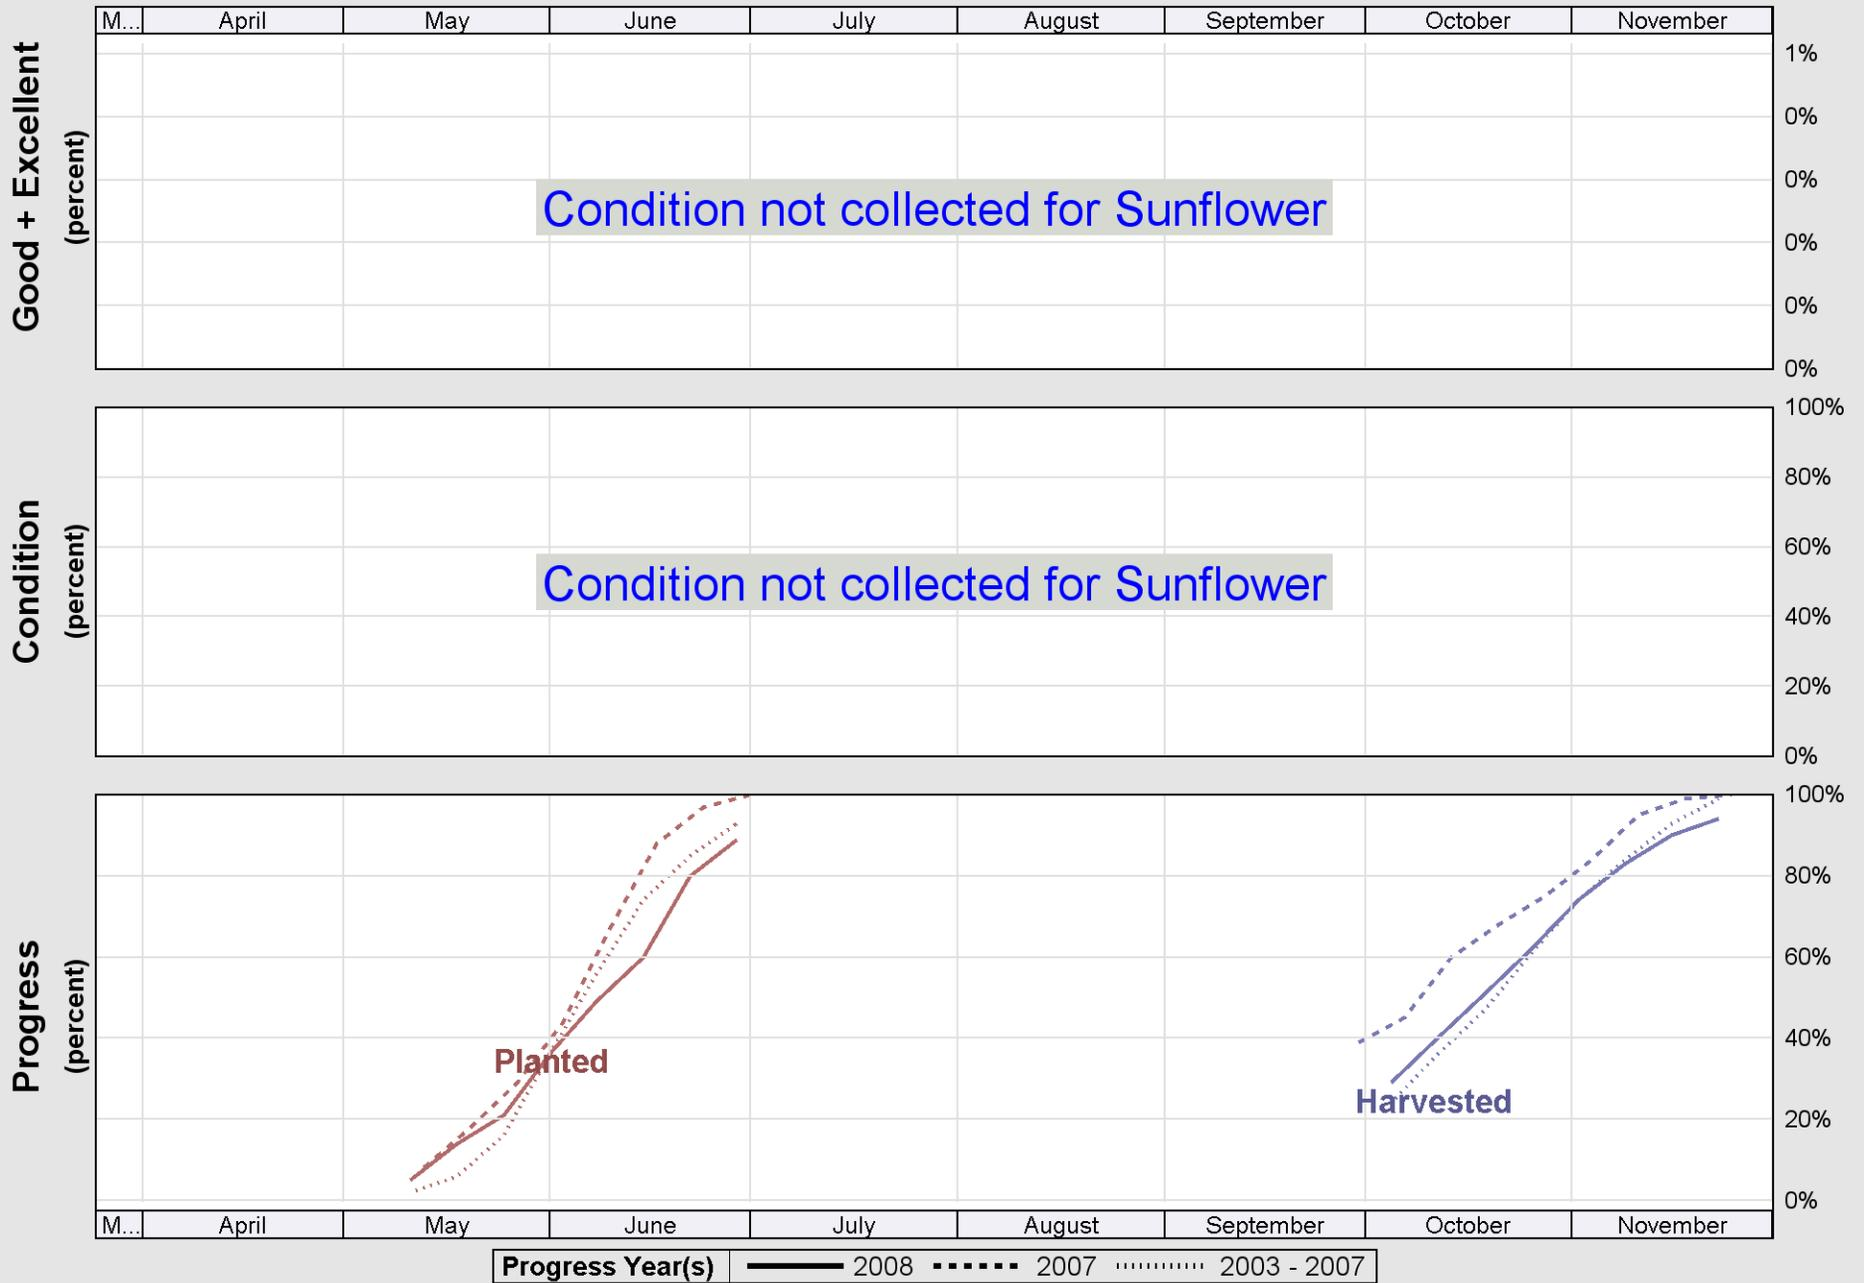 M... April May June July August September October November
Good + Excellent
(percent)
1%
0%
0%
0%
0%
0%
Condition not collected for Sunflower
Condition
(percent)
100%
80%
60%
40%
20%
0%
Condition not collected for Sunflower
Progress
(percent)
100%
80%
60%
40%
20%
0%
Planted
Harvested
M... April May June July August September October November
Progress Year(s) 2008 2007 2003 - 2007